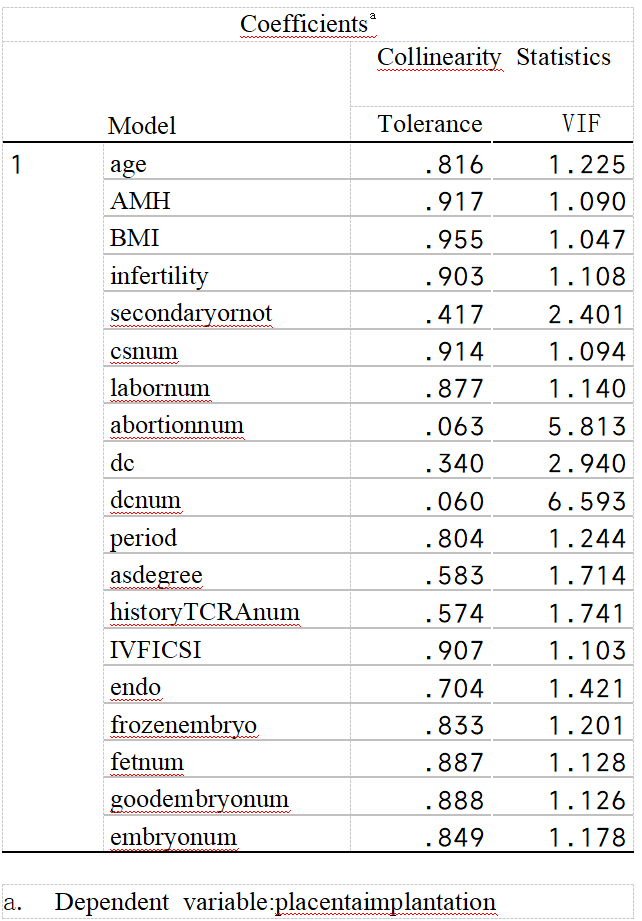 Coefficientsᵃ
Collinearity Statistics
Model Tolerance VIF
1 age .816 1.225
AMH .917 1.090
BMI .955 1.047
infertility .903 1.108
secondaryornot .417 2.401
csnum .914 1.094
labornum .877 1.140
abortionnum .063 5.813
dc .340 2.940
dcnum .060 6.593
period .804 1.244
asdegree .583 1.714
historyTCRAnum .574 1.741
IVFICSI .907 1.103
endo .704 1.421
frozenembryo .833 1.201
fetnum .887 1.128
goodembryonum .888 1.126
embryonum .849 1.178
a. Dependent variable:placentaimplantation